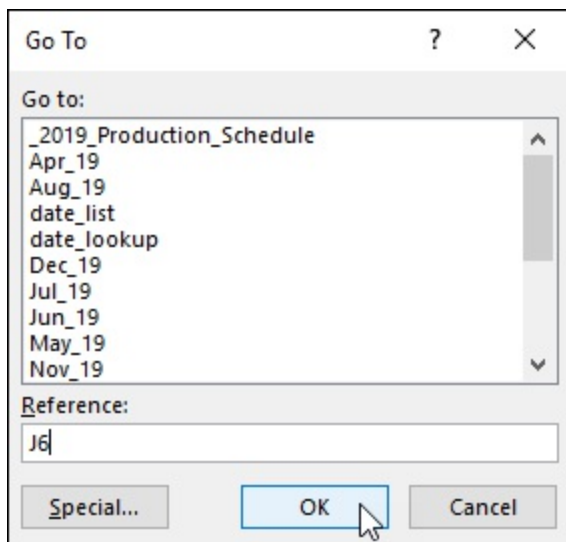 Go To ?
Go to:
_2019_Production_Schedule
Apr_19
Aug_19
date_list
date_lookup
Dec_19
Jul_19
Jun_19
May_19
Nov_19
Reference:
J6
Special... OK Cancel